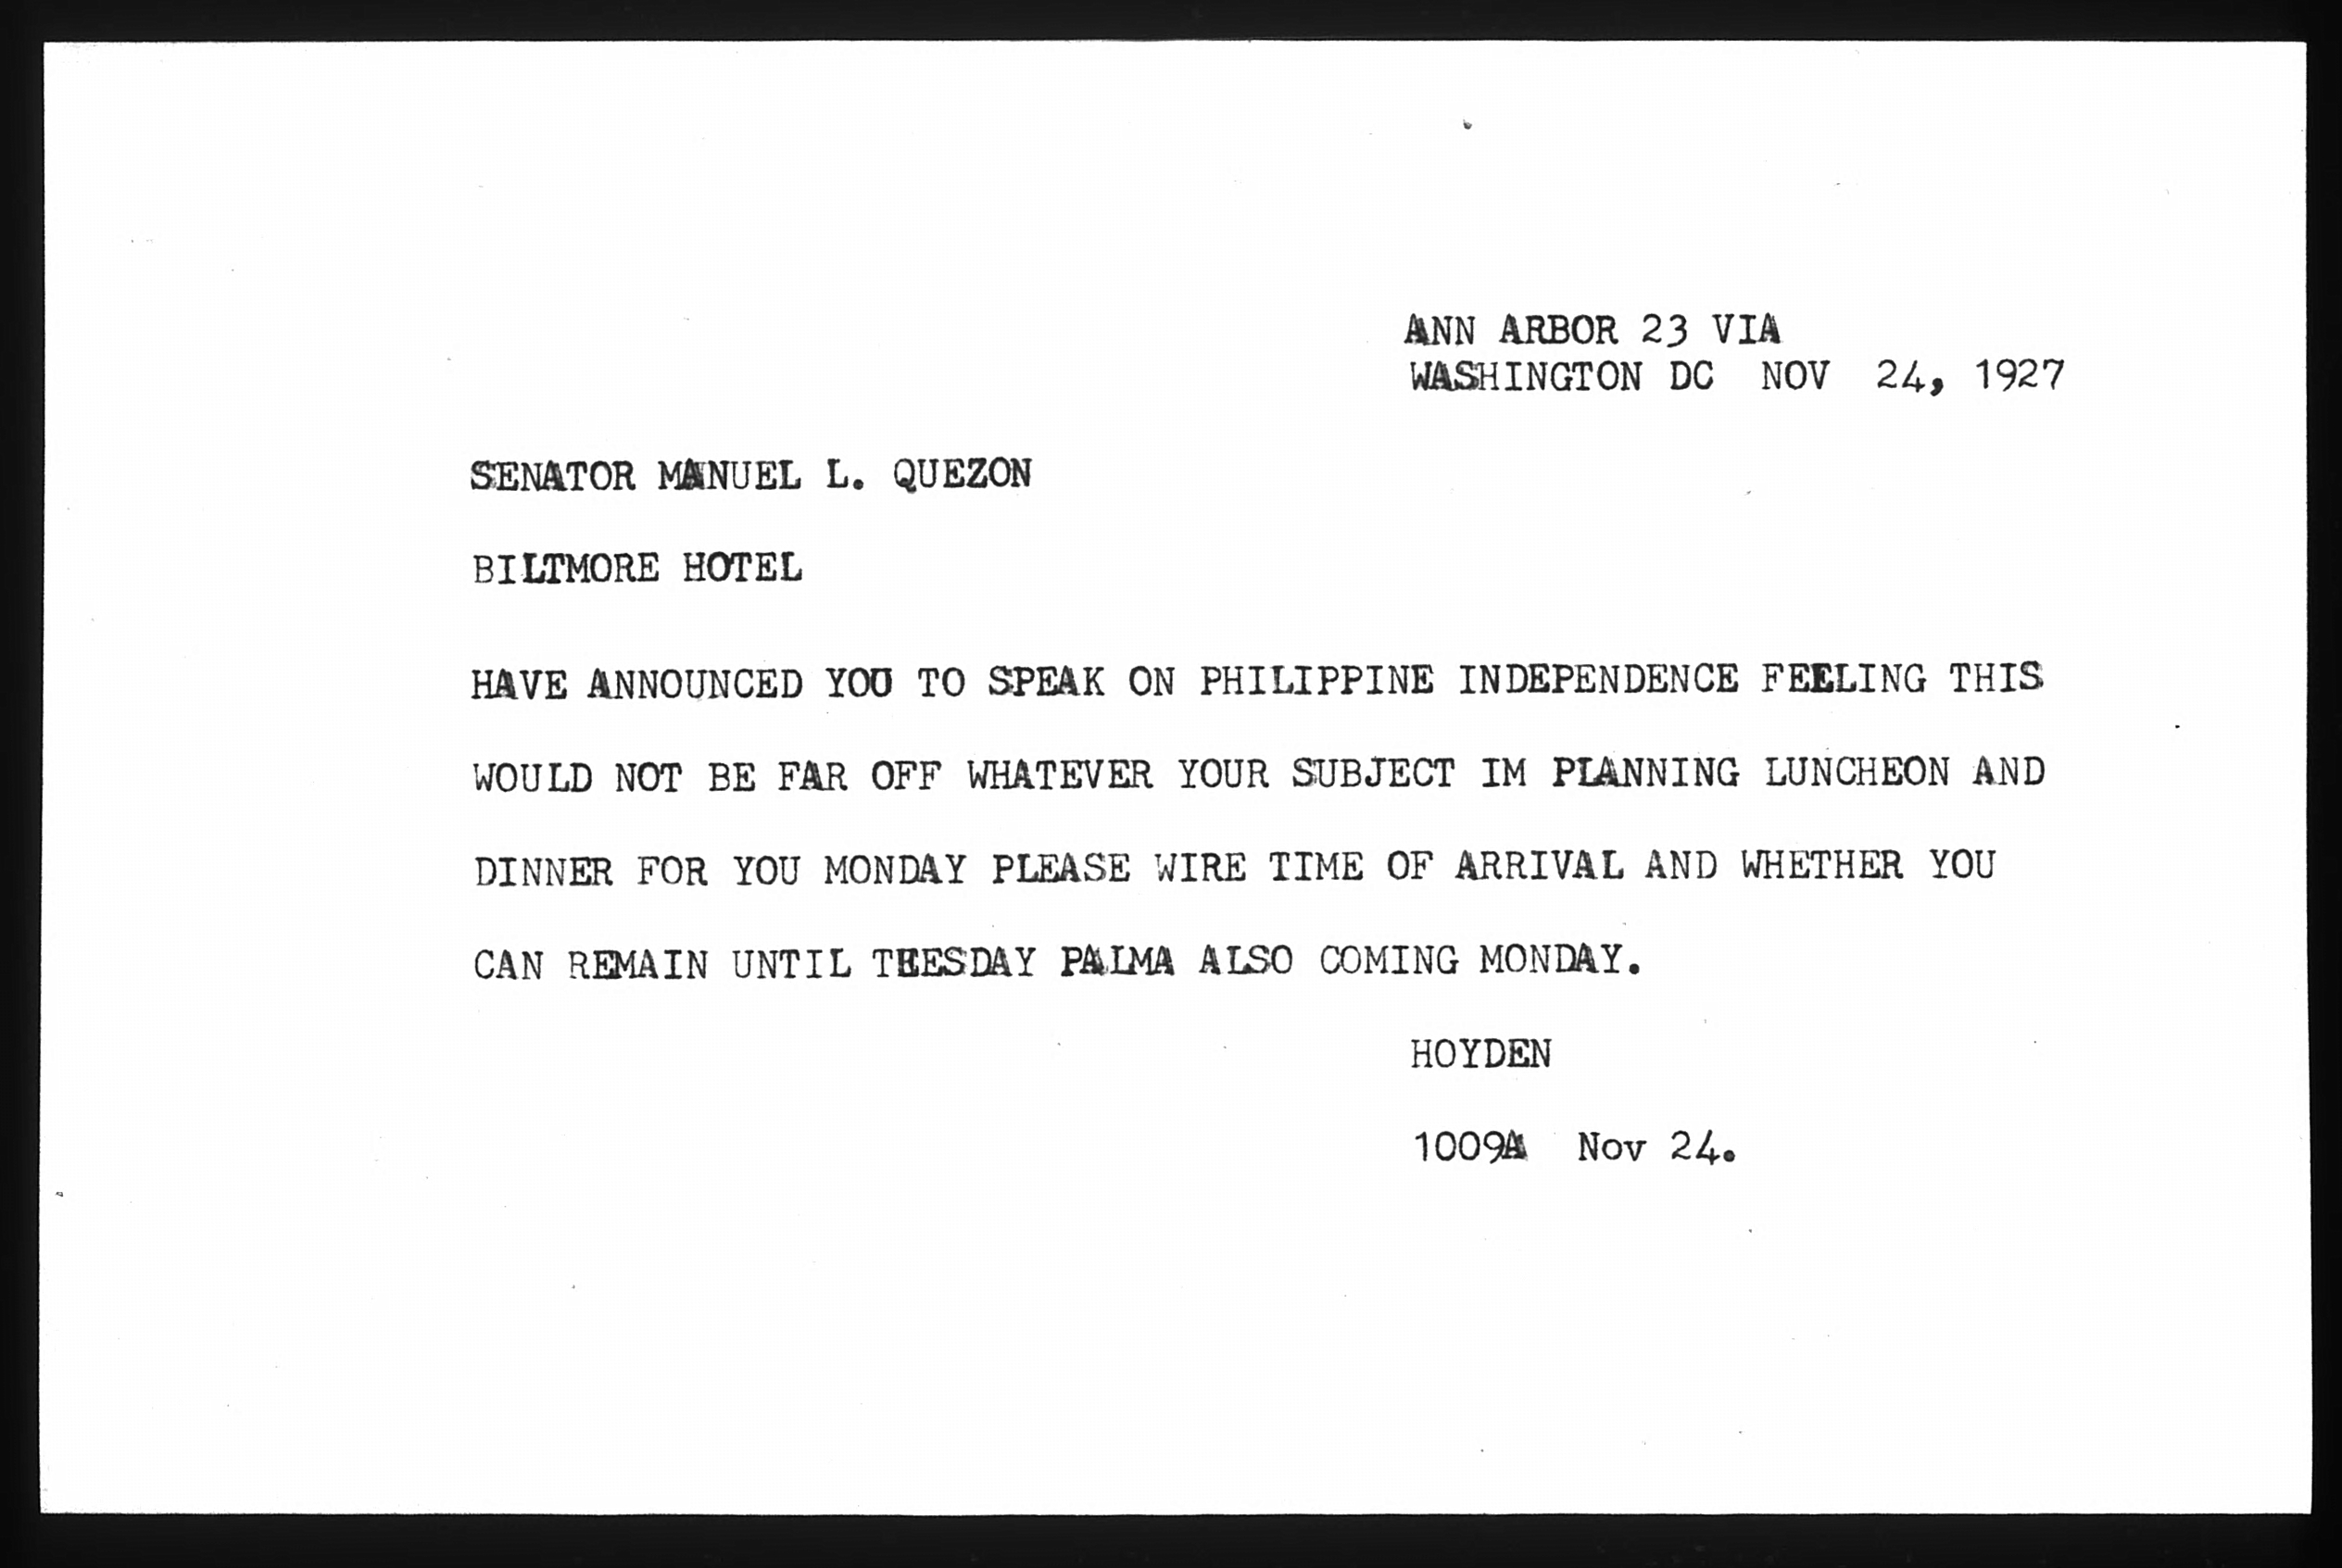 ANN ARBOR 23 VIA
WASHINGTON DC NOV 24, 1927
SENATOR MANUEL L. QUEZON
BILTMORE HOTEL
HAVE ANNOUNCED YOU TO SPEAK ON PHILIPPINE INDEPENDENCE FEELING THIS
WOULD NOT BE FAR OFF WHATEVER YOUR SUBJECT IM PLANNING LUNCHEON AND
DINNER FOR YOU MONDAY PLEASE WIRE TIME OF ARRIVAL AND WHETHER YOU
CAN REMAIN UNTIL TEESDAY PALMA ALSO COMING MONDAY.
HOYDEN
1009A Nov 24.